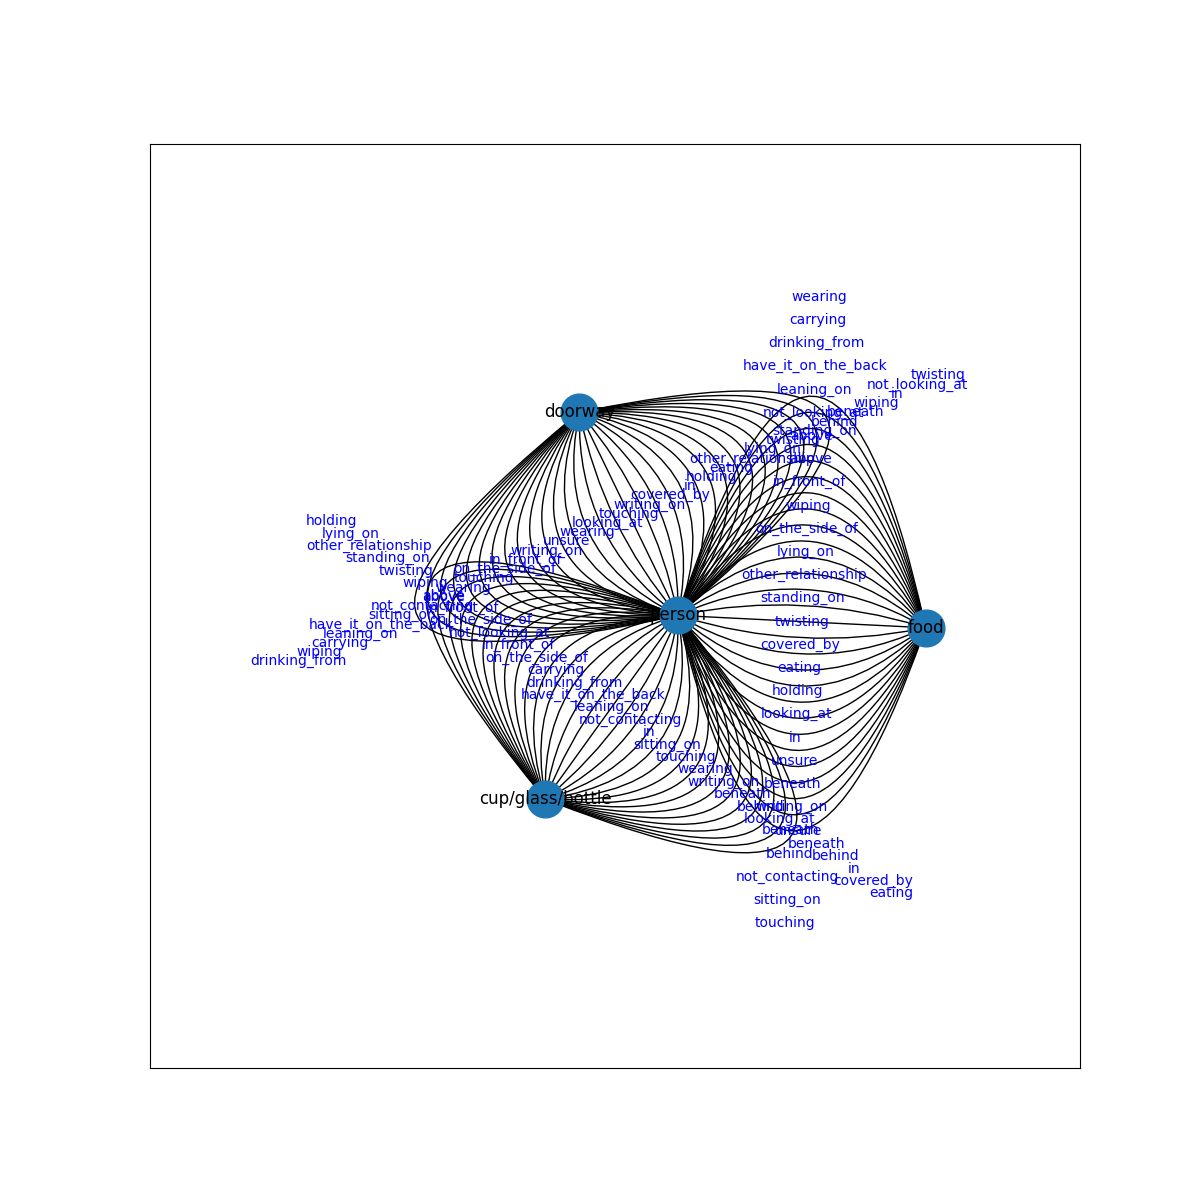 wearing
carrying
drinking_from
have_it_on_the_back
twisting
not_looking_at
leaning_on
in
wiping
doorway
not_looking_at
beneath
behind
standing_on
above
twisting
lying_on
other_relationship
above
eating
holding
in_front_of
in
covered_by
writing_on
wiping
touching
holding
looking_at
on_the_side_of
wearing
lying_on
unsure
other_relationship
writing_on
lying_on
standing_on
in_front_of
twisting
on_the_side_of
other_relationship
touching
wiping
wearing
above
standing_on
not_contacting
in_front_of
sitting_on
person
on_the_side_of
twisting
have_it_on_the_back
food
leaning_on
not_looking_at
carrying
in_front_of
covered_by
wiping
on_the_side_of
drinking_from
carrying
eating
drinking_from
have_it_on_the_back
holding
leaning_on
not_contacting
looking_at
in
in
sitting_on
touching
unsure
wearing
writing_on
beneath
beneath
cup/glass/bottle
behind
writing_on
looking_at
beneath
unsure
beneath
behind
behind
in
not_contacting
covered_by
eating
sitting_on
touching